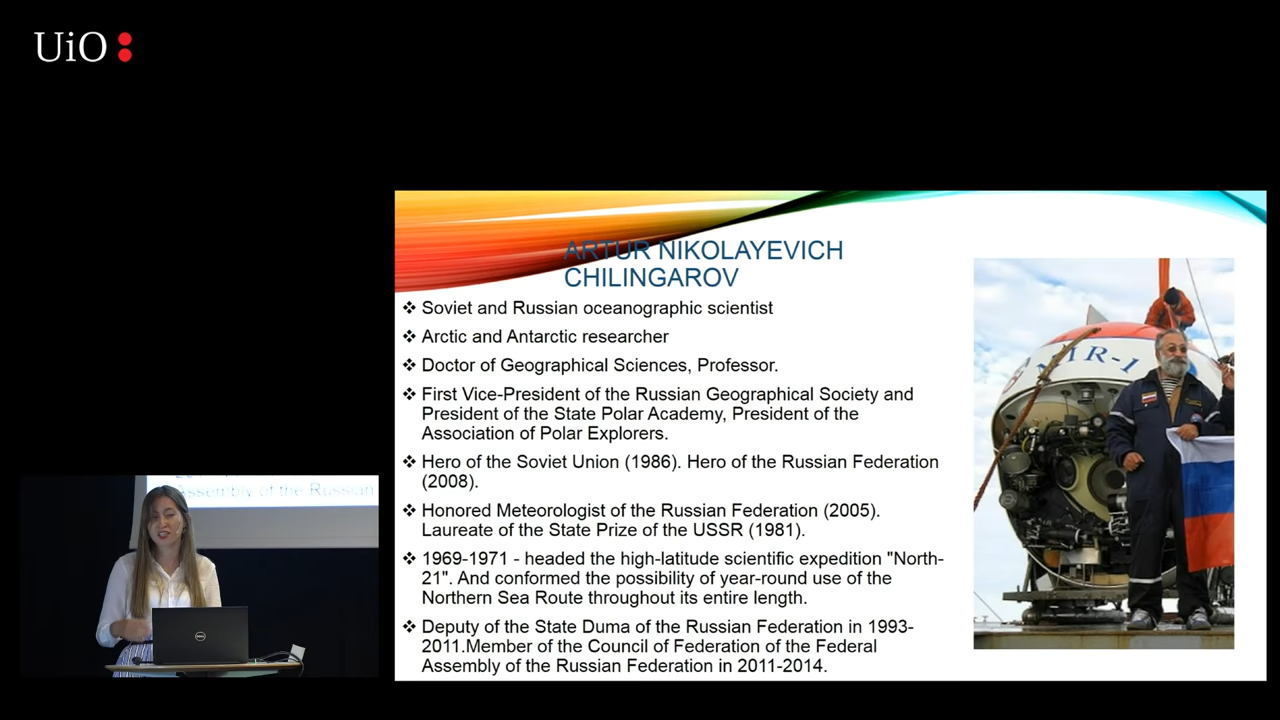 UiO
Assembly of the Russian
ARTUR NIKOLAYEVICH
CHILINGAROV
❖ Soviet and Russian oceanographic scientist
❖ Arctic and Antarctic researcher
❖ Doctor of Geographical Sciences, Professor.
❖ First Vice-President of the Russian Geographical Society and
President of the State Polar Academy, President of the
Association of Polar Explorers.
❖ Hero of the Soviet Union (1986). Hero of the Russian Federation
(2008).
❖ Honored Meteorologist of the Russian Federation (2005).
Laureate of the State Prize of the USSR (1981).
❖ 1969-1971 - headed the high-latitude scientific expedition "North-
21". And conformed the possibility of year-round use of the
Northern Sea Route throughout its entire length.
❖ Deputy of the State Duma of the Russian Federation in 1993-
2011.Member of the Council of Federation of the Federal
Assembly of the Russian Federation in 2011-2014.
MIR-1
DELL